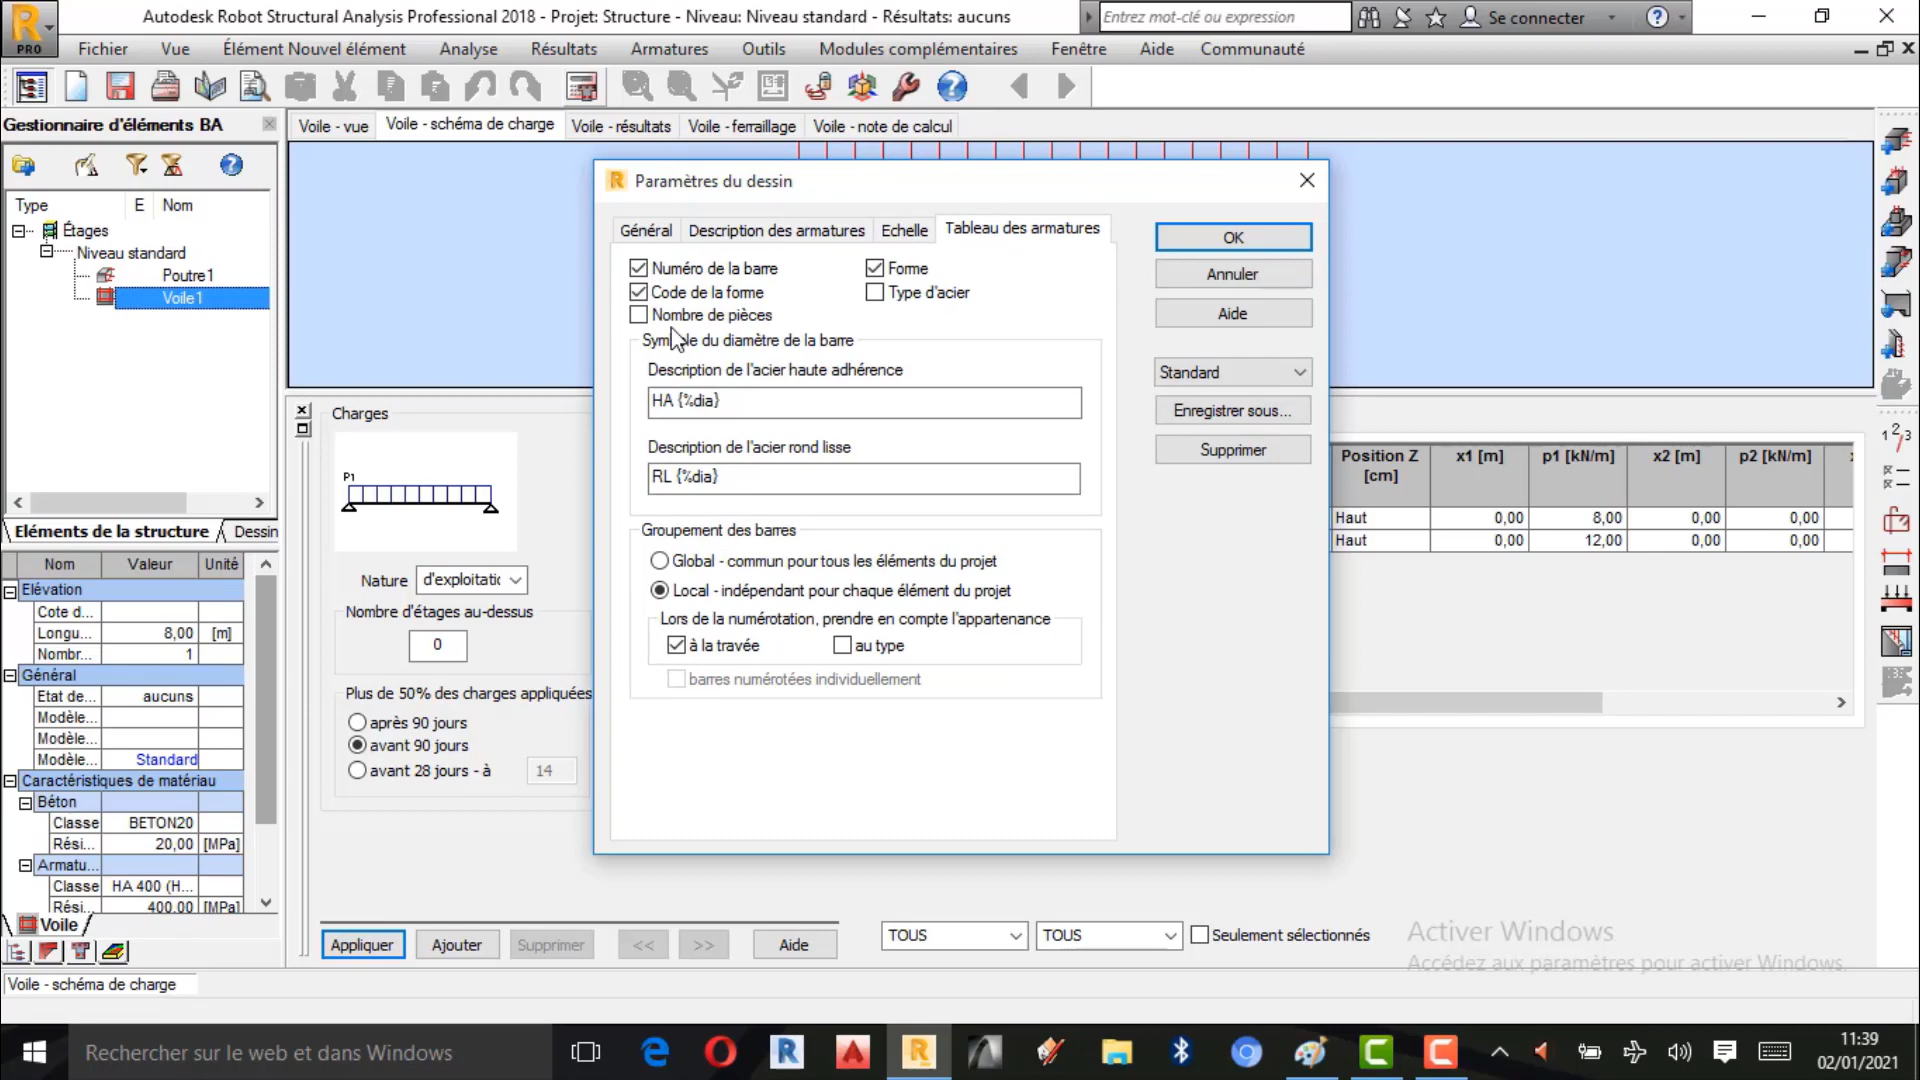 Autodesk Robot Structural Analysis Professional 2018 - Projet: Structure - Niveau: Niveau standard - Résultats: aucuns
Entrez mot-clé ou expression
Se connecter
PRO
Fichier Vue Élément Nouvel élément Analyse Résultats Armatures Outils Modules complémentaires Fenêtre Aide Communauté
Gestionnaire d'éléments BA
Voile - vue Voile - schéma de charge Voile - résultats Voile - ferraillage Voile - note de calcul
Type E Nom
Étages
Niveau standard
Poutre1
Voile1
Eléments de la structure Dessin
Nom Valeur Unité
Elévation
Cote d...
Longu... 8,00 [m]
Nombr... 1
Général
Etat de... aucuns
Modèle...
Modèle...
Modèle... Standard
Caractéristiques de matériau
Béton
Classe BETON20
Rési... 20,00 [MPa]
Armatu...
Classe HA 400 (H...
Rési... 400,00 [MPa]
Voile
Voile - schéma de charge
Charges
P1
Nature d'exploitatic
Nombre d'étages au-dessus
0
Plus de 50% des charges appliquées
après 90 jours
avant 90 jours
avant 28 jours - à 14
Appliquer Ajouter Supprimer << >> Aide
TOUS TOUS Seulement sélectionnés
Paramètres du dessin
Général Description des armatures Echelle Tableau des armatures
Numéro de la barre Forme
Code de la forme Type d'acier
Nombre de pièces
du diamètre de la barre
Description de l'acier haute adhérence
HA {%dia}
Description de l'acier rond lisse
RL {%dia}
Groupement des barres
Global - commun pour tous les éléments du projet
Local - indépendant pour chaque élément du projet
Lors de la numérotation, prendre en compte l'appartenance
à la travée au type
barres numérotées individuellement
OK
Annuler
Aide
Standard
Enregistrer sous...
Supprimer
Position Z [cm] x1 [m] p1 [kN/m] x2 [m] p2 [kN/m]
Haut 0,00 8,00 0,00 0,00
Haut 0,00 12,00 0,00 0,00
Activer Windows
Accédez aux paramètres pour activer Windows.
Rechercher sur le web et dans Windows
11:39
02/01/2021